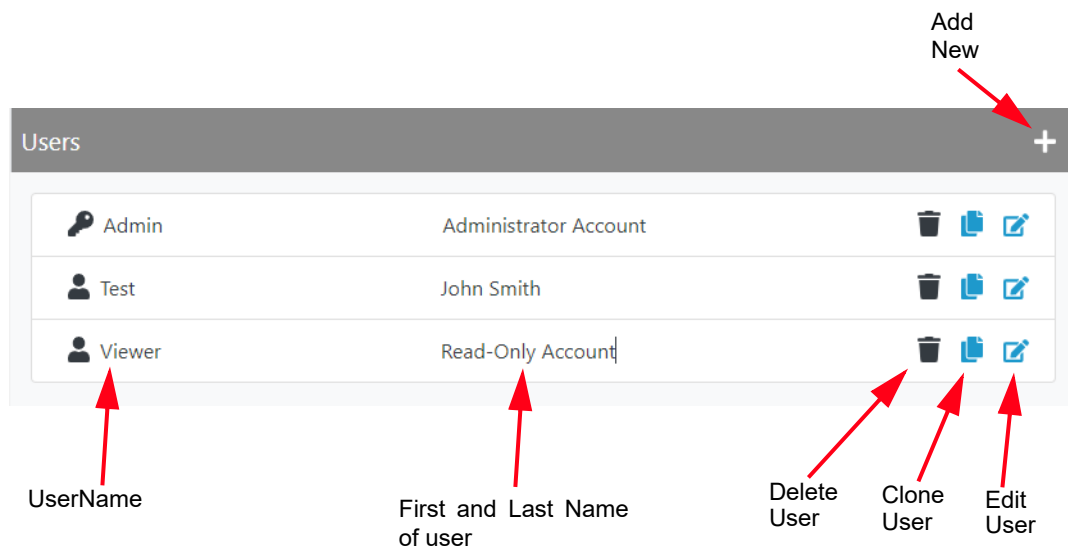 Add
New
Users
Admin Administrator Account
Test John Smith
Viewer Read-Only Account
UserName
First and Last Name
of user
Delete
User
Clone
User
Edit
User